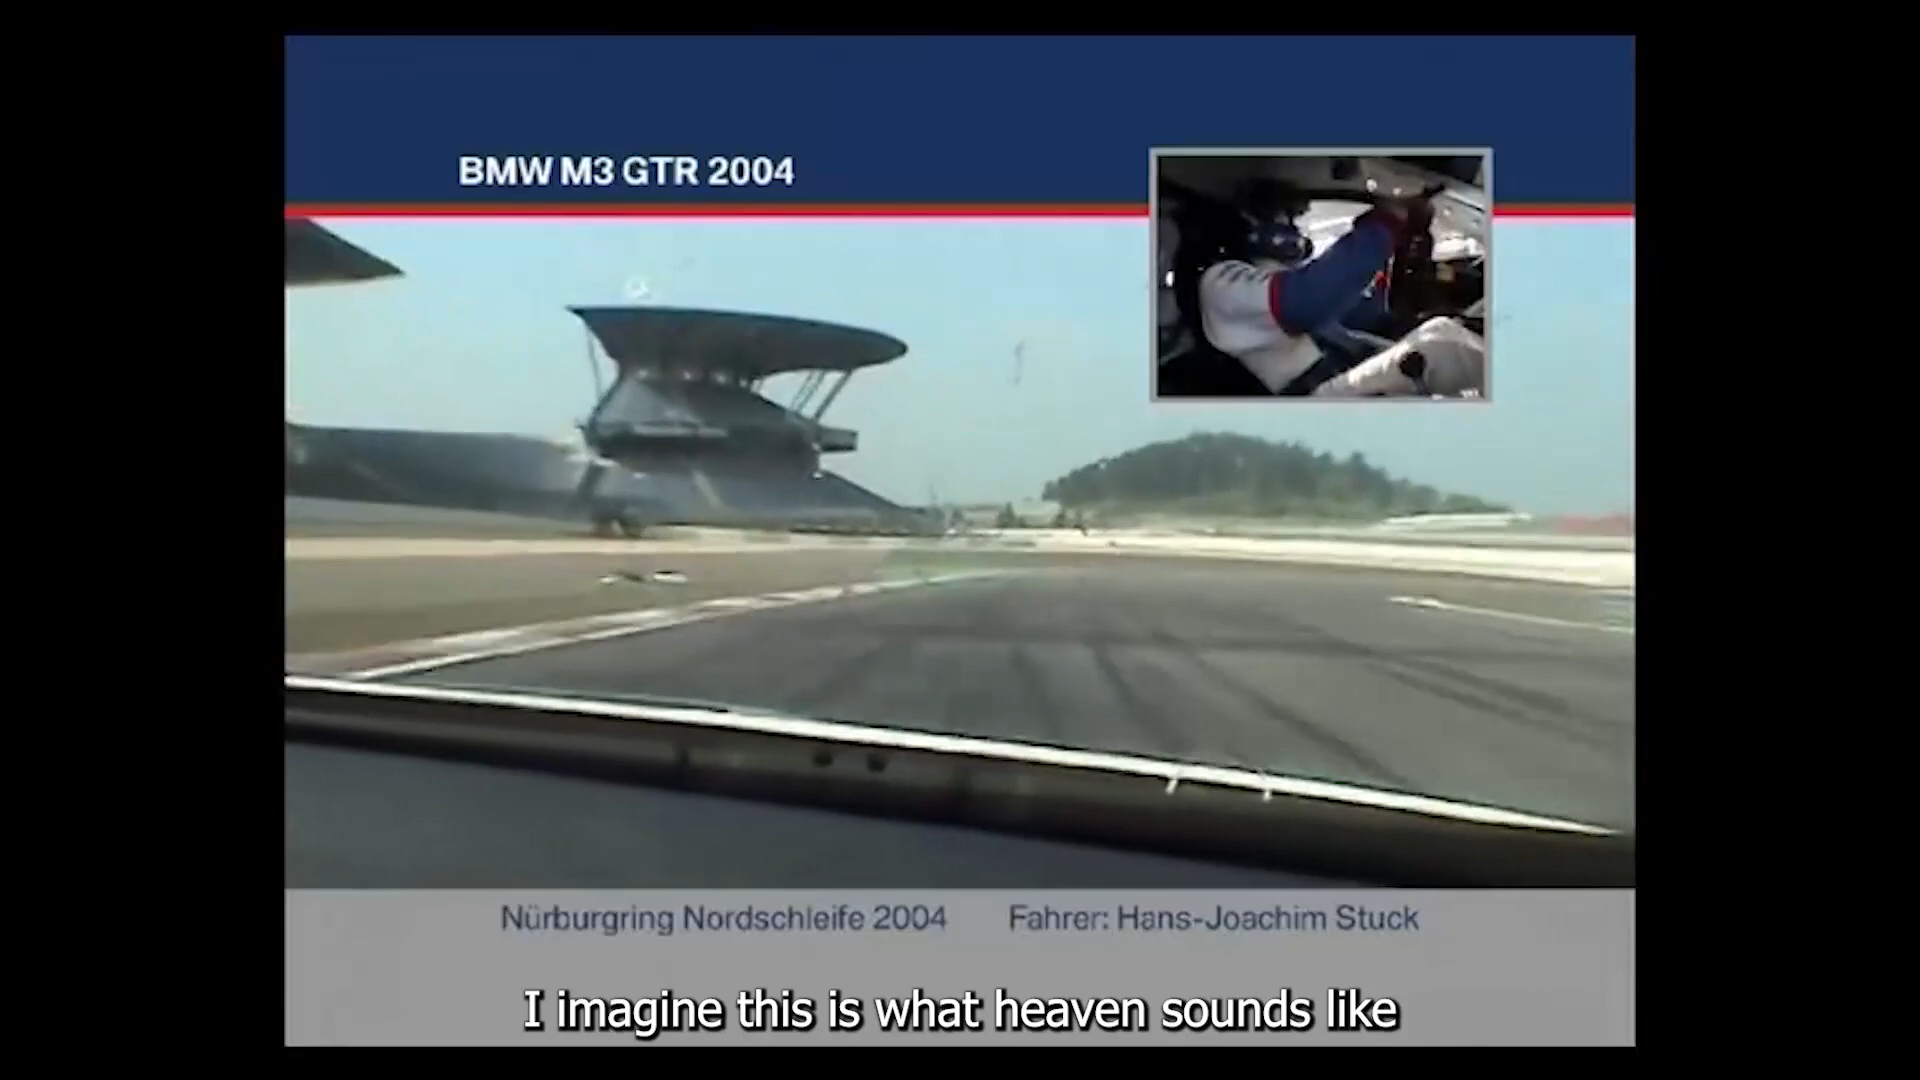 BMW M3 GTR 2004
Nürburgring Nordschleife 2004 Fahrer: Hans-Joachim Stuck
I imagine this is what heaven sounds like